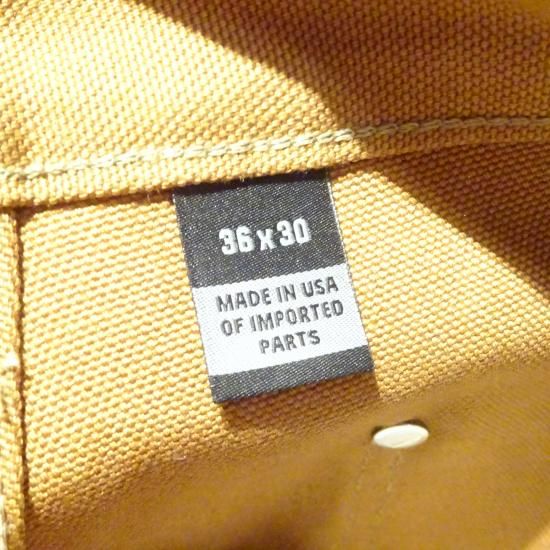 36x30
MADE IN USA
OF IMPORTED
PARTS